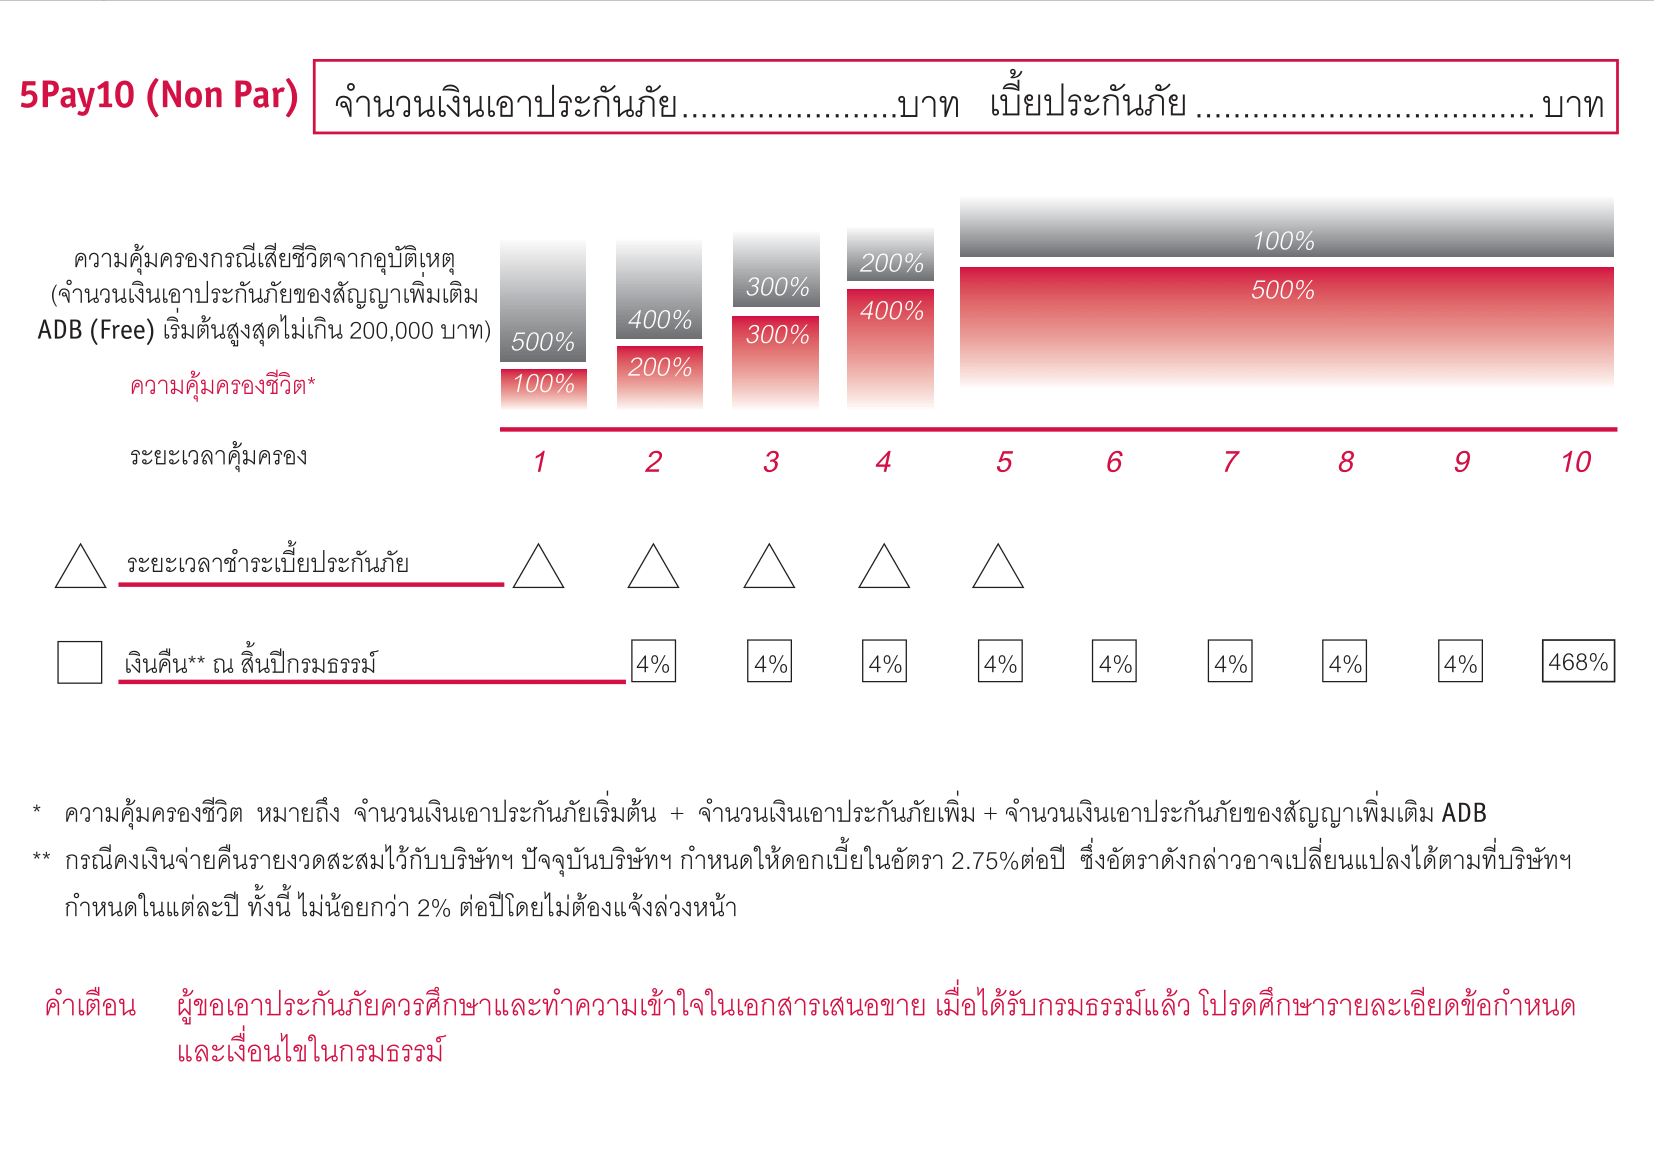 5Pay10 (Non Par)
จำนวนเงินเอาประกันภัย.......................บาท เบี้ยประกันภัย .................................... บาท
ความคุ้มครองกรณีเสียชีวิตจากอุบัติเหตุ
(จำนวนเงินเอาประกันภัยของสัญญาเพิ่มเติม
ADB (Free) เริ่มต้นสูงสุดไม่เกิน 200,000 บาท)
500% 400% 300% 200% 100%
ความคุ้มครองชีวิต*
100% 200% 300% 400% 500%
ระยะเวลาคุ้มครอง 1 2 3 4 5 6 7 8 9 10
ระยะเวลาชำระเบี้ยประกันภัย
เงินคืน** ณ สิ้นปีกรมธรรม์ 4% 4% 4% 4% 4% 4% 4% 4% 468%
* ความคุ้มครองชีวิต หมายถึง จำนวนเงินเอาประกันภัยเริ่มต้น + จำนวนเงินเอาประกันภัยเพิ่ม + จำนวนเงินเอาประกันภัยของสัญญาเพิ่มเติม ADB
** กรณีคงเงินจ่ายคืนรายงวดสะสมไว้กับบริษัทฯ ปัจจุบันบริษัทฯ กำหนดให้ดอกเบี้ยในอัตรา 2.75%ต่อปี ซึ่งอัตราดังกล่าวอาจเปลี่ยนแปลงได้ตามที่บริษัทฯ
กำหนดในแต่ละปี ทั้งนี้ ไม่น้อยกว่า 2% ต่อปีโดยไม่ต้องแจ้งล่วงหน้า
คำเตือน ผู้ขอเอาประกันภัยควรศึกษาและทำความเข้าใจในเอกสารเสนอขาย เมื่อได้รับกรมธรรม์แล้ว โปรดศึกษารายละเอียดข้อกำหนด
และเงื่อนไขในกรมธรรม์